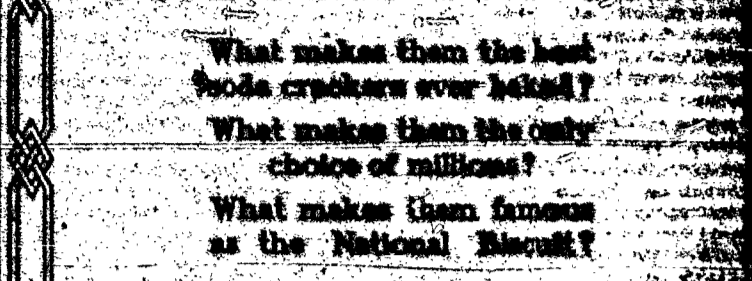 What makes them the best
soda crackers ever baked?
What makes them the only
choice of millions?
What makes them famous
as the National Biscuit?